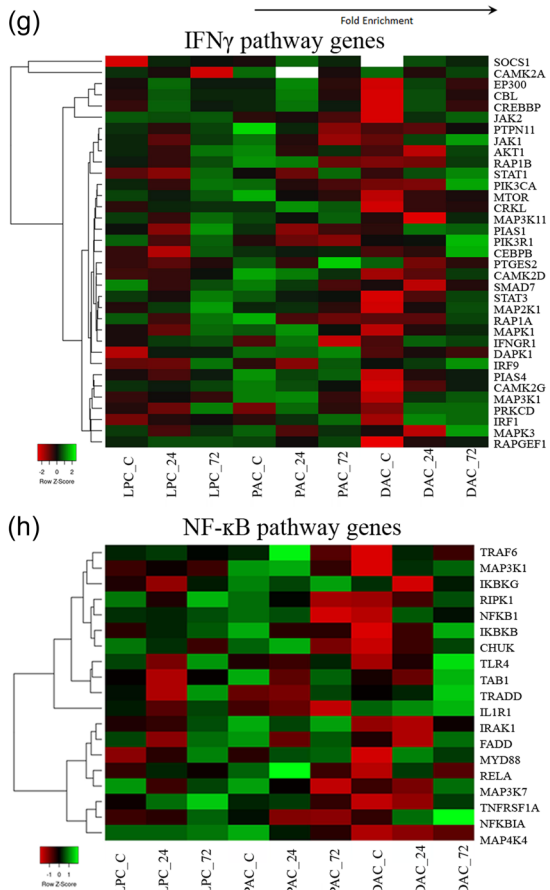 Fold Enrichment
(g)
IFNγ pathway genes
SOCS1
CAMK2A
EP300
CBL
CREBBP
JAK2
PTPN11
JAK1
AKT1
RAP1B
STAT1
PIK3CA
MTOR
CRKL
MAP3K11
PIAS1
PIK3R1
CEBPB
PTGES2
CAMK2D
SMAD7
STAT3
MAP2K1
RAP1A
MAPK1
IFNGR1
DAPK1
IRF9
PIAS4
CAMK2G
MAP3K1
PRKCD
IRF1
MAPK3
RAPGEF1
-2 0 2
Row Z-Score
LPC_C LPC_24 LPC_72 PAC_C PAC_24 PAC_72 DAC_C DAC_24 DAC_72
(h)
NF-κB pathway genes
TRAF6
MAP3K1
IKBKG
RIPK1
NFKB1
IKBKB
CHUK
TLR4
TAB1
TRADD
IL1R1
IRAK1
FADD
MYD88
RELA
MAP3K7
TNFRSF1A
NFKBIA
MAP4K4
-1 0 1
Row Z-Score
LPC_C LPC_24 LPC_72 PAC_C PAC_24 PAC_72 DAC_C DAC_24 DAC_72